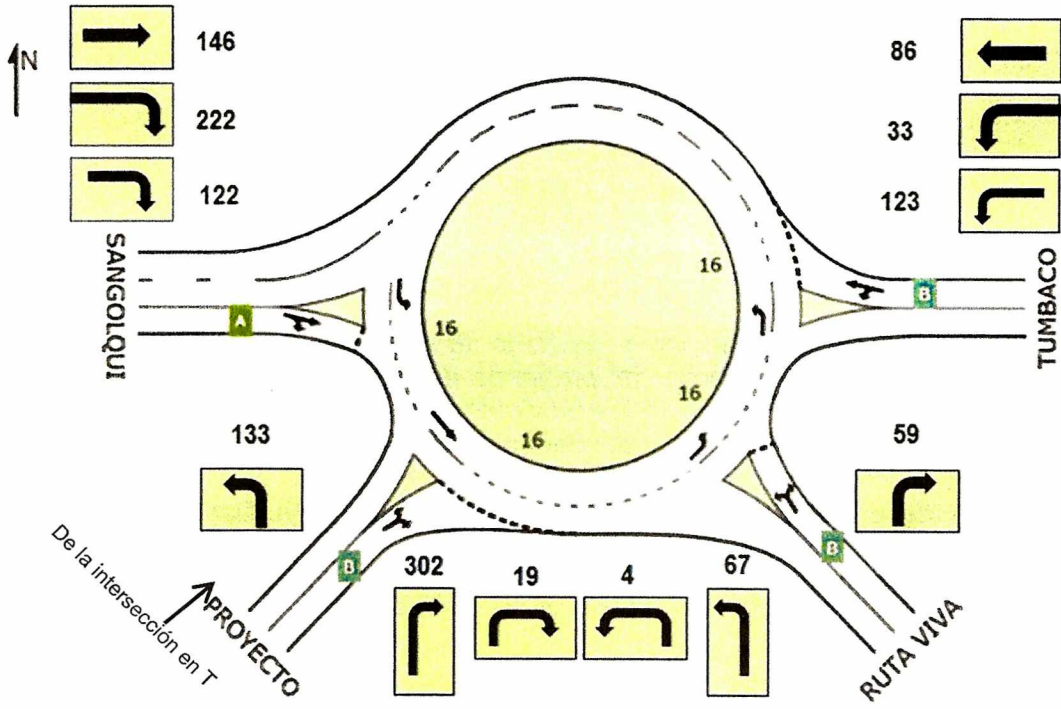 N
146
222
122
86
33
123
SANGOLQUI
A
16
16
16
16
B
TUMBACO
133
59
De la intersección en T
PROYECTO
B
302
19
4
67
B
RUTA VIVA